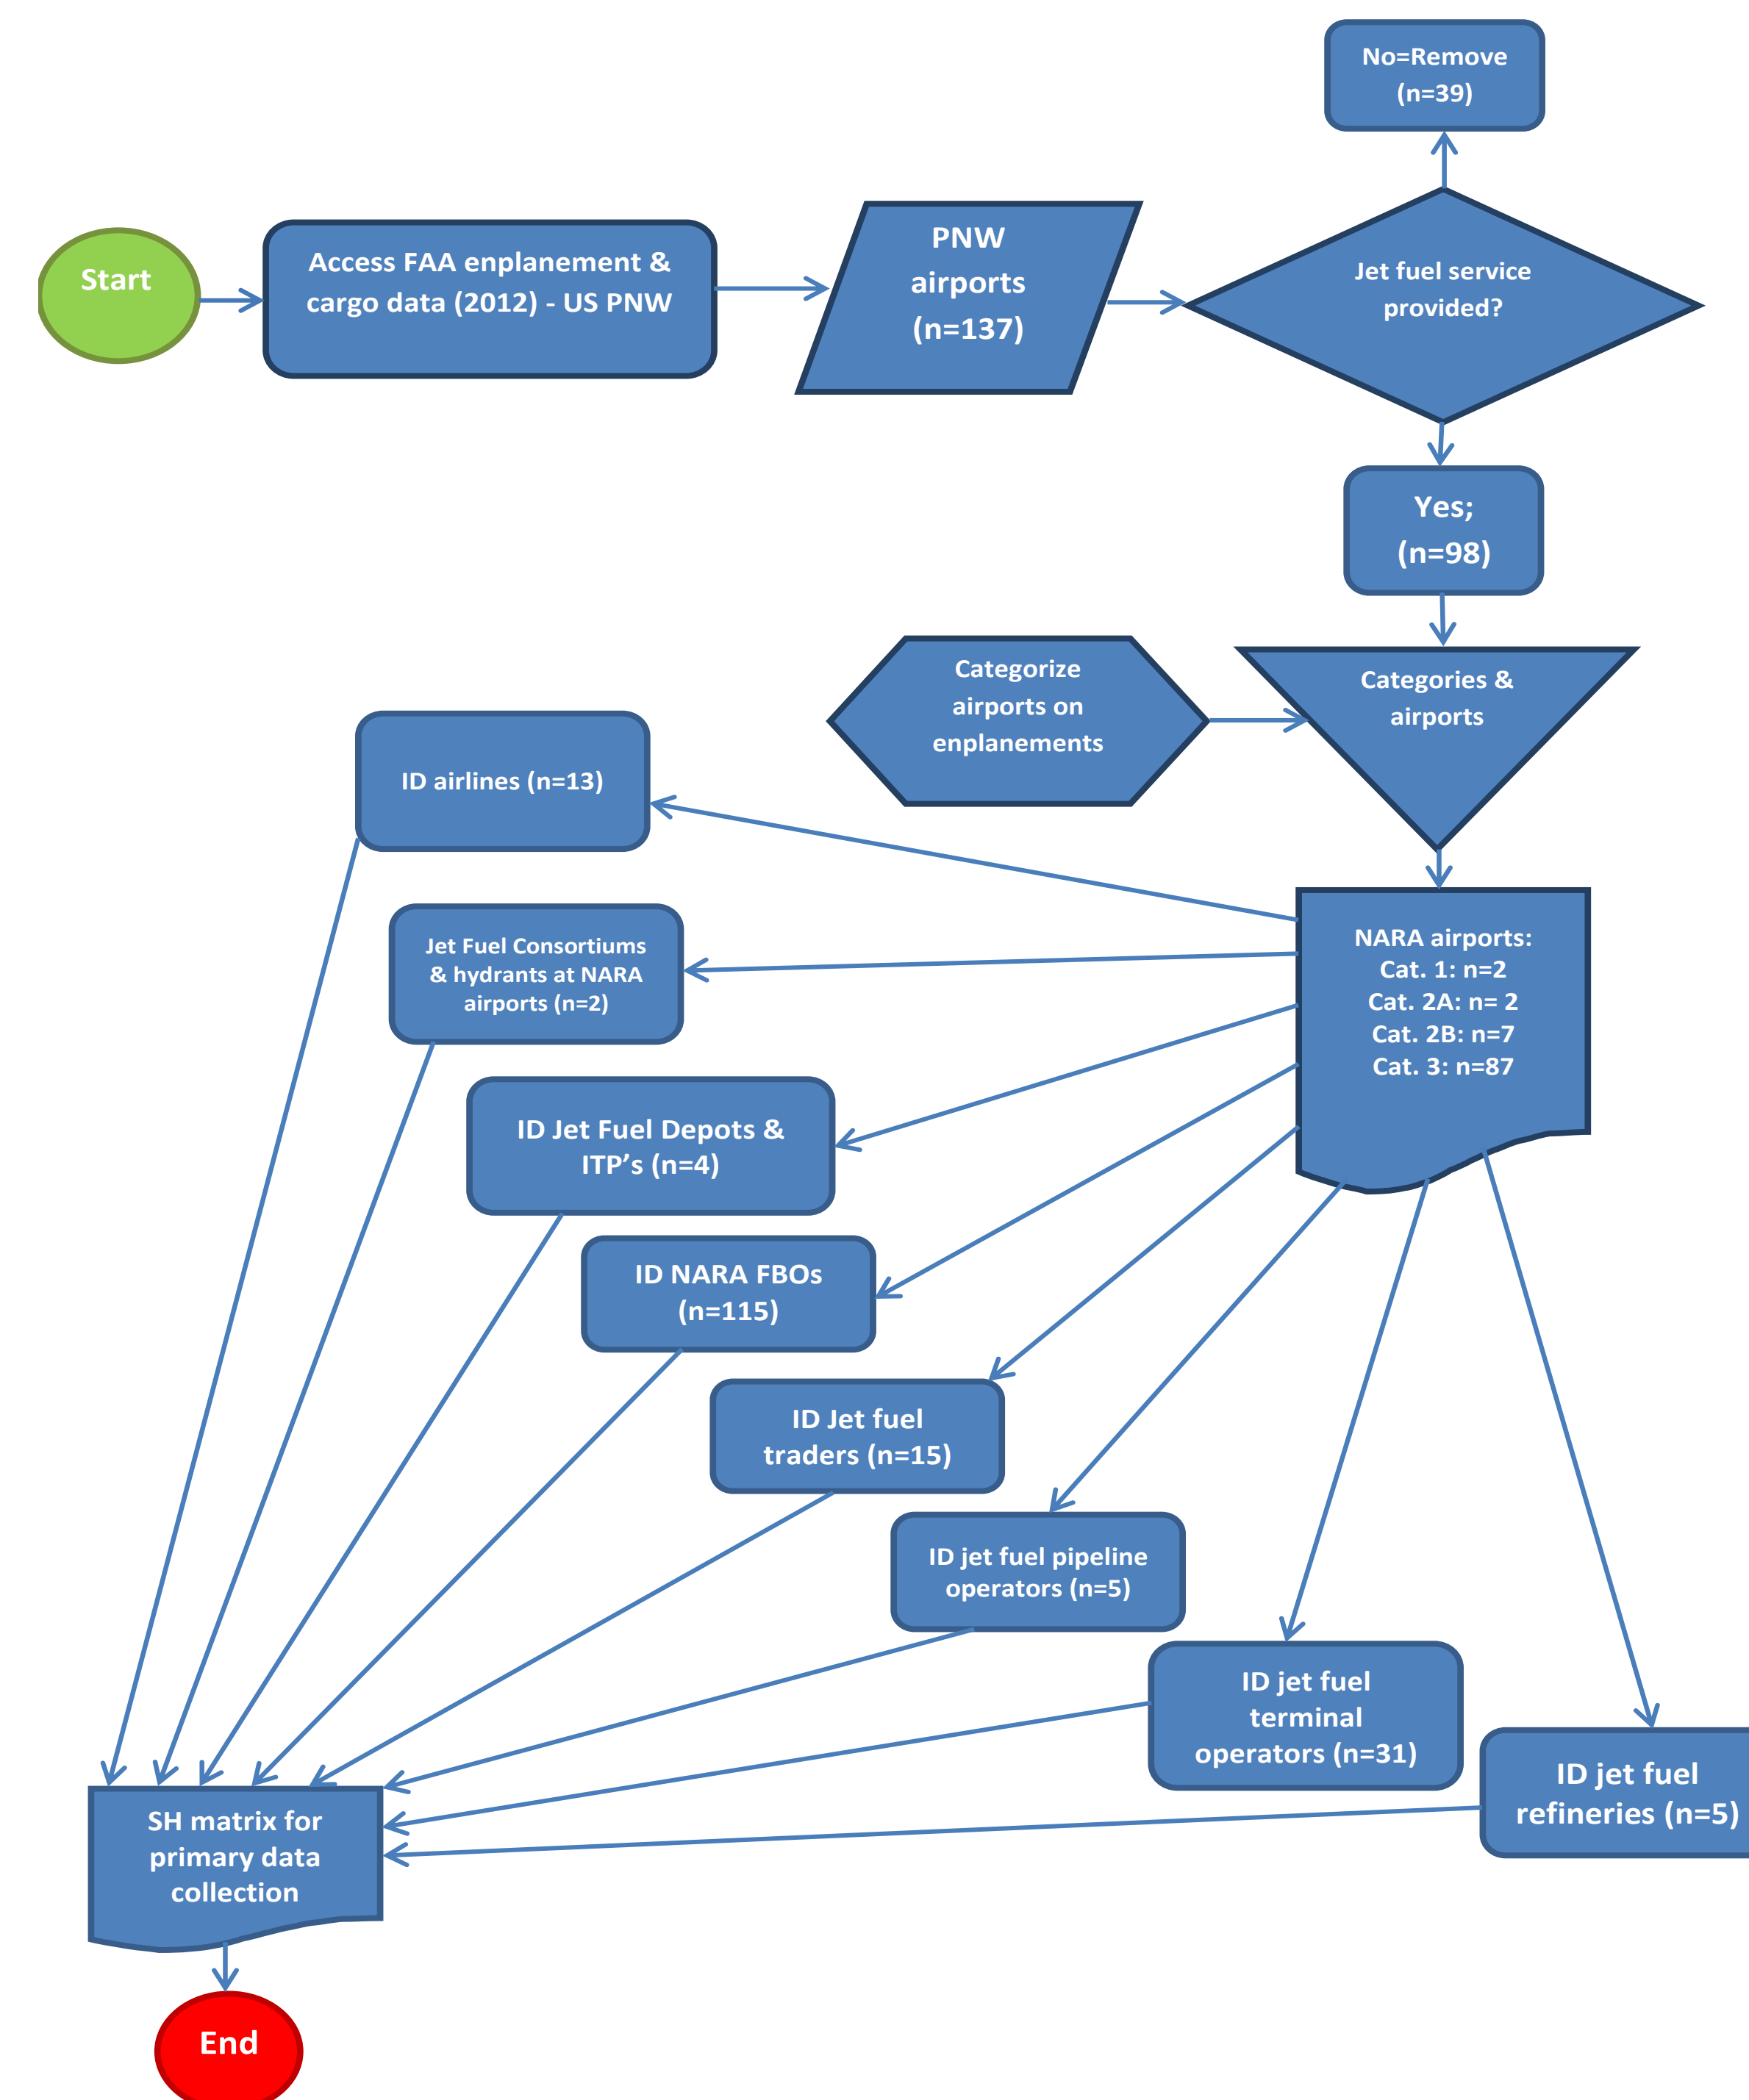 No=Remove
(n=39)
Start
Access FAA enplanement &
cargo data (2012) - US PNW
PNW
airports
(n=137)
Jet fuel service
provided?
Yes;
(n=98)
Categorize
airports on
enplanements
Categories &
airports
ID airlines (n=13)
Jet Fuel Consortiums
& hydrants at NARA
airports (n=2)
NARA airports:
Cat. 1: n=2
Cat. 2A: n= 2
Cat. 2B: n=7
Cat. 3: n=87
ID Jet Fuel Depots &
ITP’s (n=4)
ID NARA FBOs
(n=115)
ID Jet fuel
traders (n=15)
ID jet fuel pipeline
operators (n=5)
ID jet fuel
terminal
operators (n=31)
ID jet fuel
refineries (n=5)
SH matrix for
primary data
collection
End